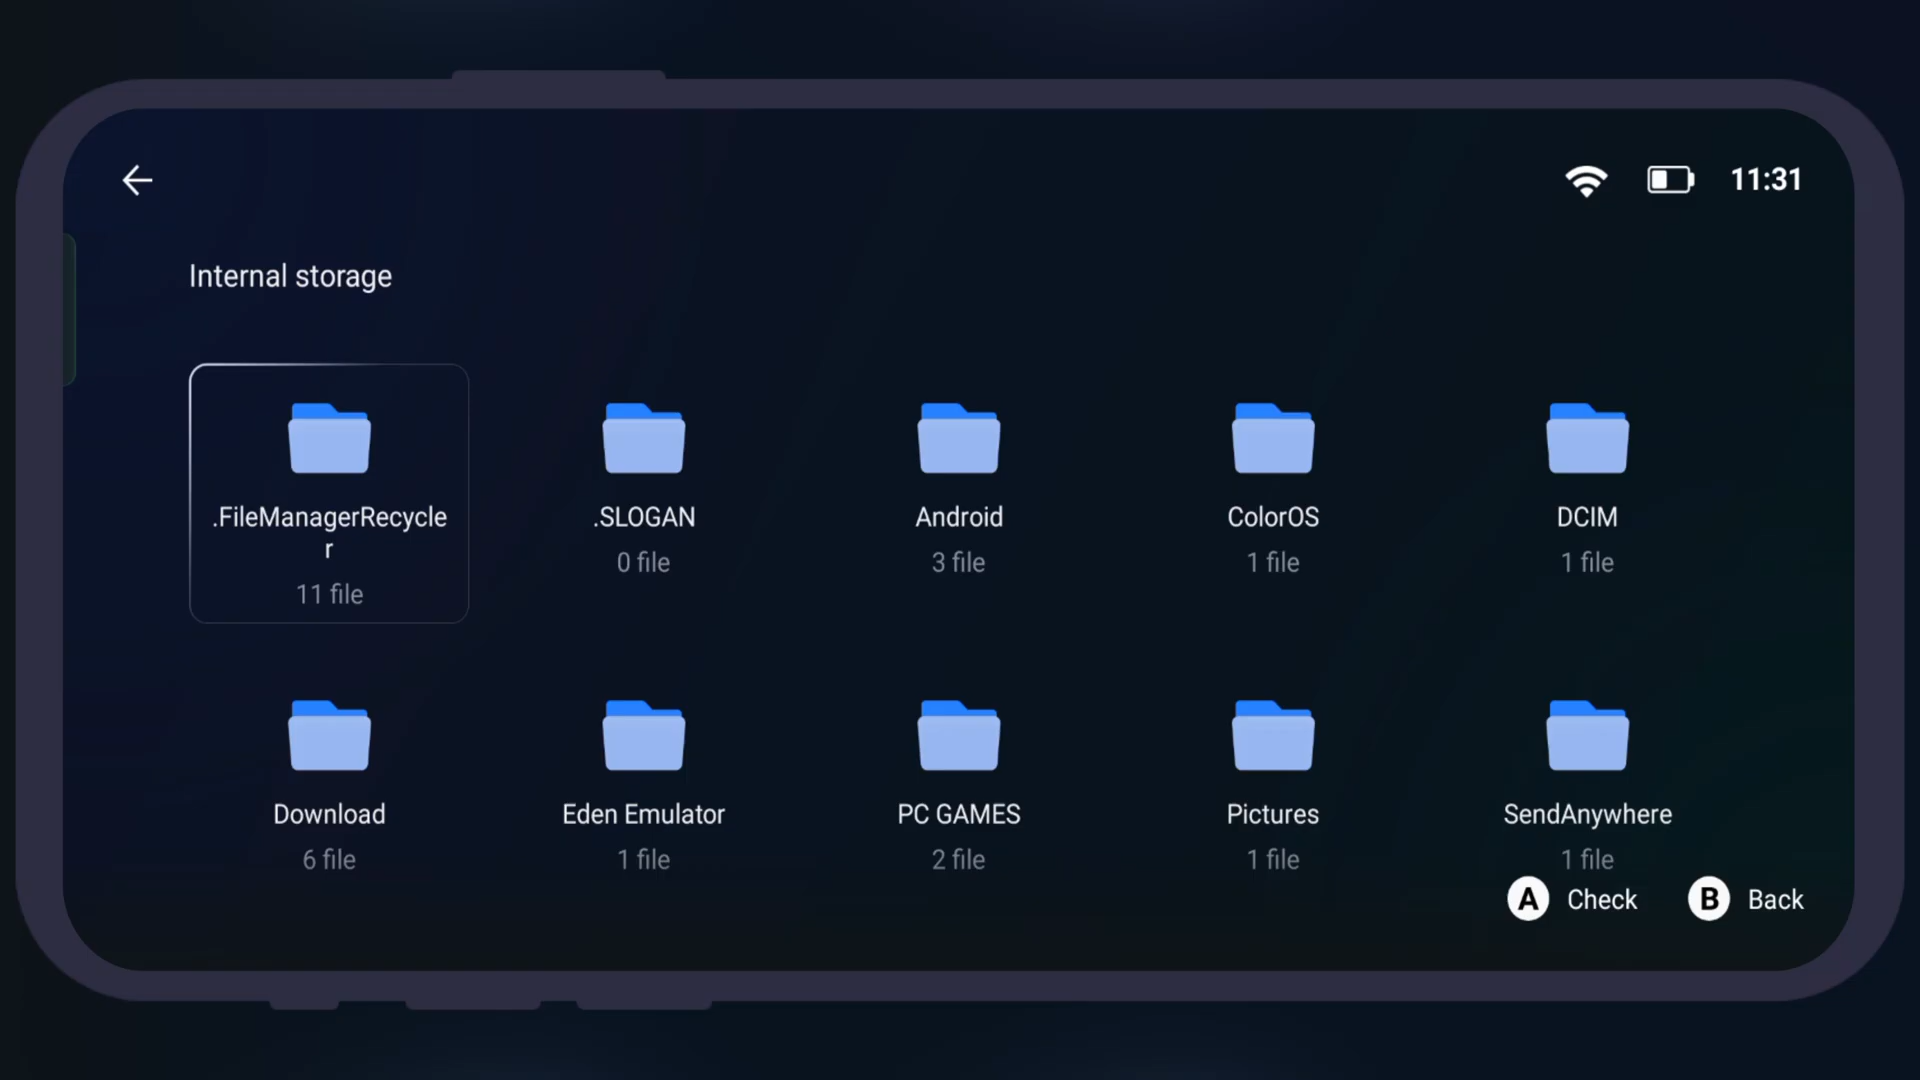 11:31
Internal storage
.FileManagerRecycle
r
11 file
.SLOGAN
0 file
Android
3 file
ColorOS
1 file
DCIM
1 file
Download
6 file
Eden Emulator
1 file
PC GAMES
2 file
Pictures
1 file
SendAnywhere
1 file
A Check
B Back